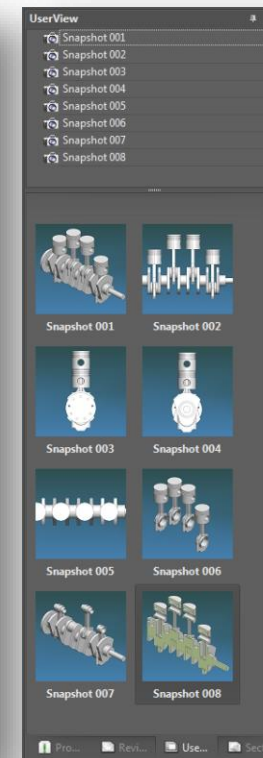 UserView
Snapshot 001
Snapshot 002
Snapshot 003
Snapshot 004
Snapshot 005
Snapshot 006
Snapshot 007
Snapshot 008
Snapshot 001 Snapshot 002
Snapshot 003 Snapshot 004
Snapshot 005 Snapshot 006
Snapshot 007 Snapshot 008
Pro... Revi... Use... Sect